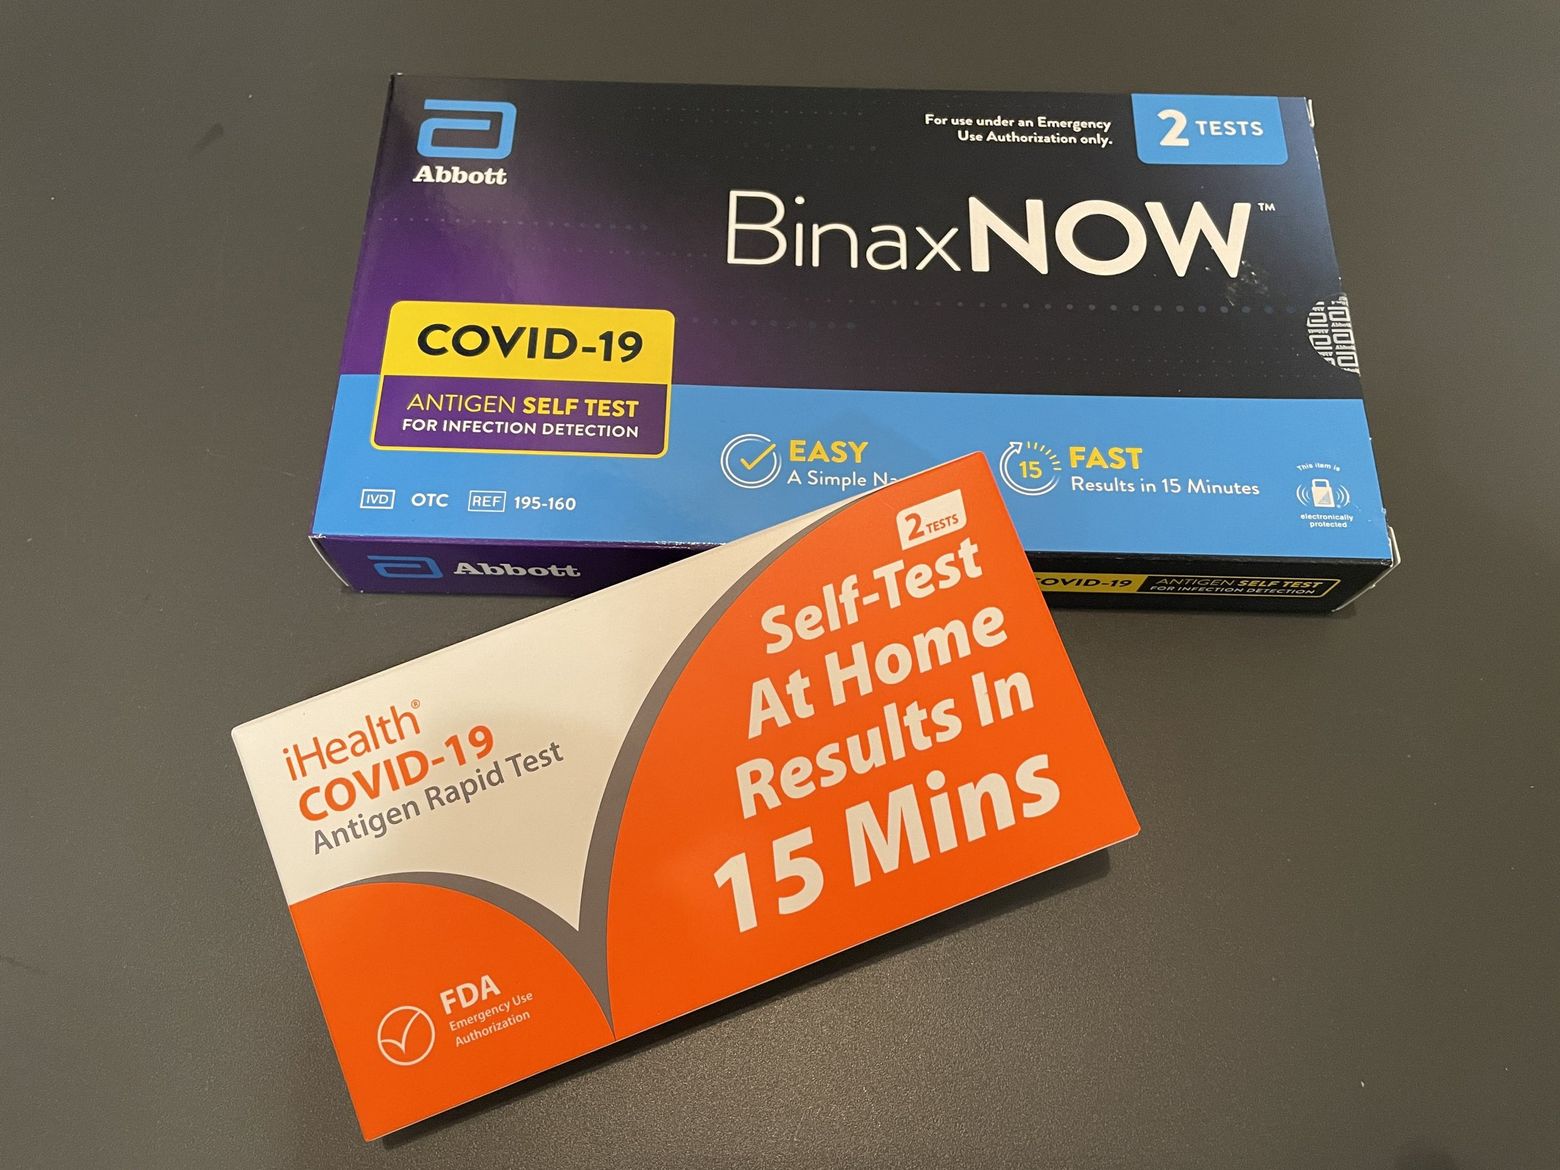 Abbott
For use under an Emergency
Use Authorization only.
2 TESTS
BinaxNOW™
COVID-19
ANTIGEN SELF TEST
FOR INFECTION DETECTION
EASY
A Simple
15
FAST
Results in 15 Minutes
This item is
electronically
protected
IVD OTC REF 195-160
Abbott
COVID-19 ANTIGEN SELF TEST
FOR INFECTION DETECTION
2 TESTS
Self-Test
At Home
Results In
15 Mins
iHealth®
COVID-19
Antigen Rapid Test
FDA
Emergency Use
Authorization